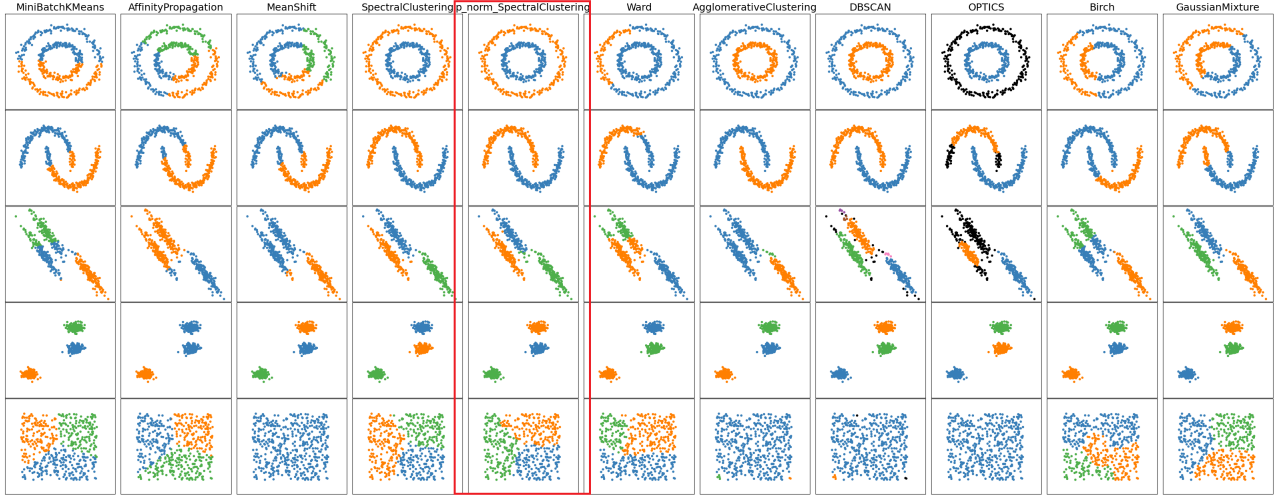 MiniBatchKMeans AffinityPropagation MeanShift SpectralClustering p_norm_SpectralClustering Ward AgglomerativeClustering DBSCAN OPTICS Birch GaussianMixture